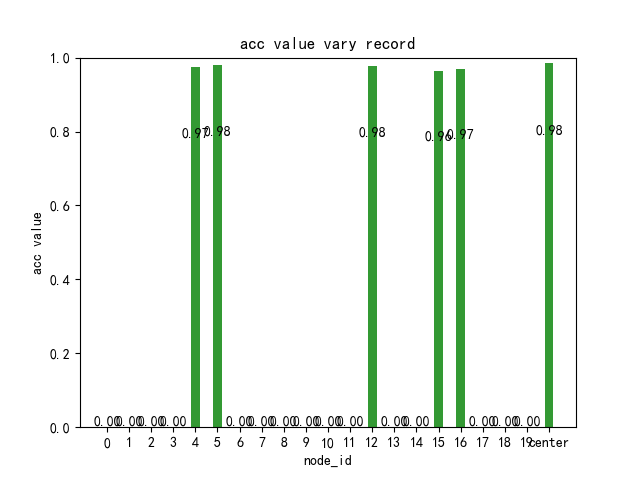 acc value vary record
1.0
0.8
0.6
0.4
0.2
0.0
acc value
0.97 0.98 0.98 0.96 0.97 0.98
0.00 0.00 0.00 0.00 0.00 0.00 0.00 0.00 0.00 0.00 0.00 0.00 0.00 0.00 0.00
0 1 2 3 4 5 6 7 8 9 10 11 12 13 14 15 16 17 18 19 center
node_id